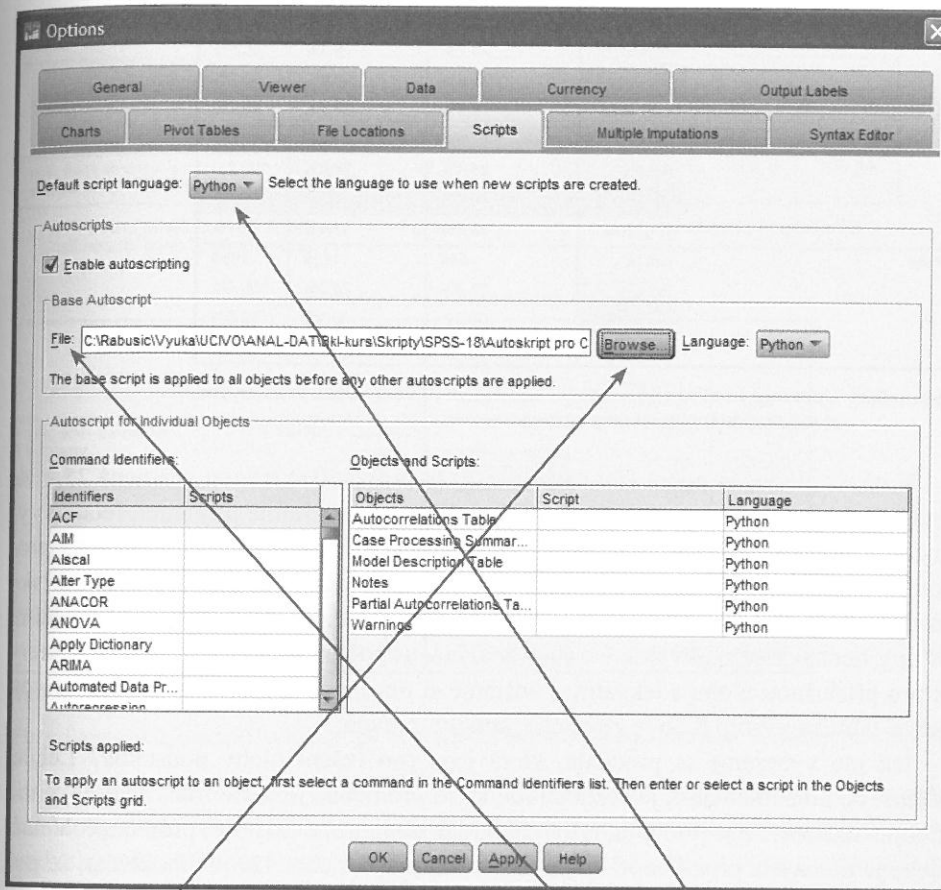 Options
General Viewer Data Currency Output Labels
Charts Pivot Tables File Locations Scripts Multiple Imputations Syntax Editor
Default script language: Python Select the language to use when new scripts are created.
Autoscripts
Enable autoscripting
Base Autoscript
File: C:\Rabusic\Vyuka\UCIVO\ANAL-DAT\Bkl-kurs\Skripty\SPSS-18\Autoskript pro C Browse... Language: Python
The base script is applied to all objects before any other autoscripts are applied.
Autoscript for Individual Objects
Command Identifiers: Objects and Scripts:
Identifiers Scripts Objects Script Language
ACF Autocorrelations Table Python
AIM Case Processing Summar... Python
Alscal Model Description Table Python
Alter Type Notes Python
ANACOR Partial Autocorrelations Ta... Python
ANOVA Warnings Python
Apply Dictionary
ARIMA
Automated Data Pr...
Autoregression
Scripts applied:
To apply an autoscript to an object, first select a command in the Command Identifiers list. Then enter or select a script in the Objects
and Scripts grid.
OK Cancel Apply Help